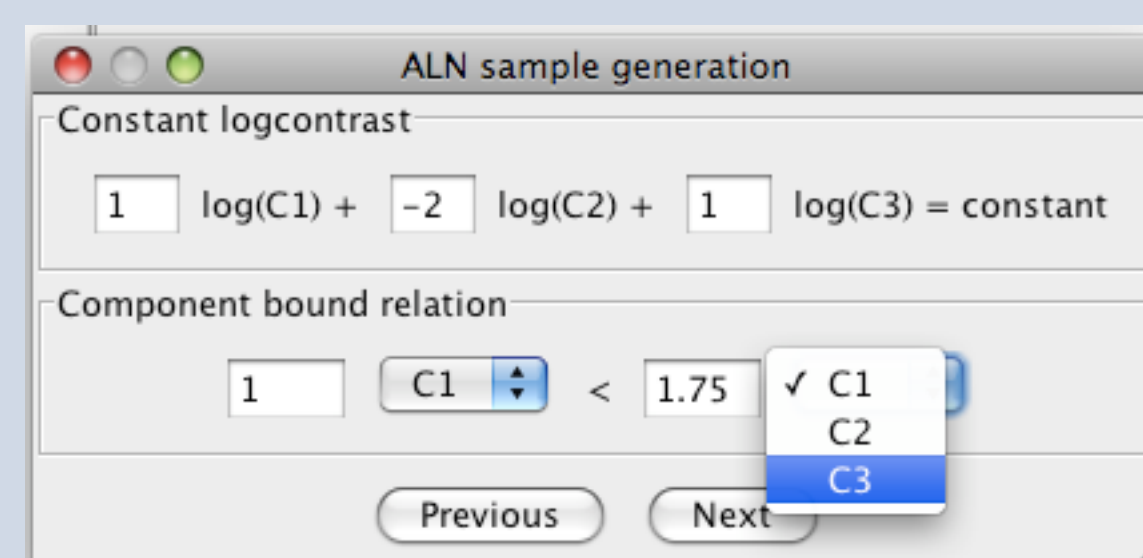 ALN sample generation
Constant logcontrast
1 log(C1) + -2 log(C2) + 1 log(C3) = constant
Component bound relation
1 C1 < 1.75 ✓ C1
C2
C3
Previous Next